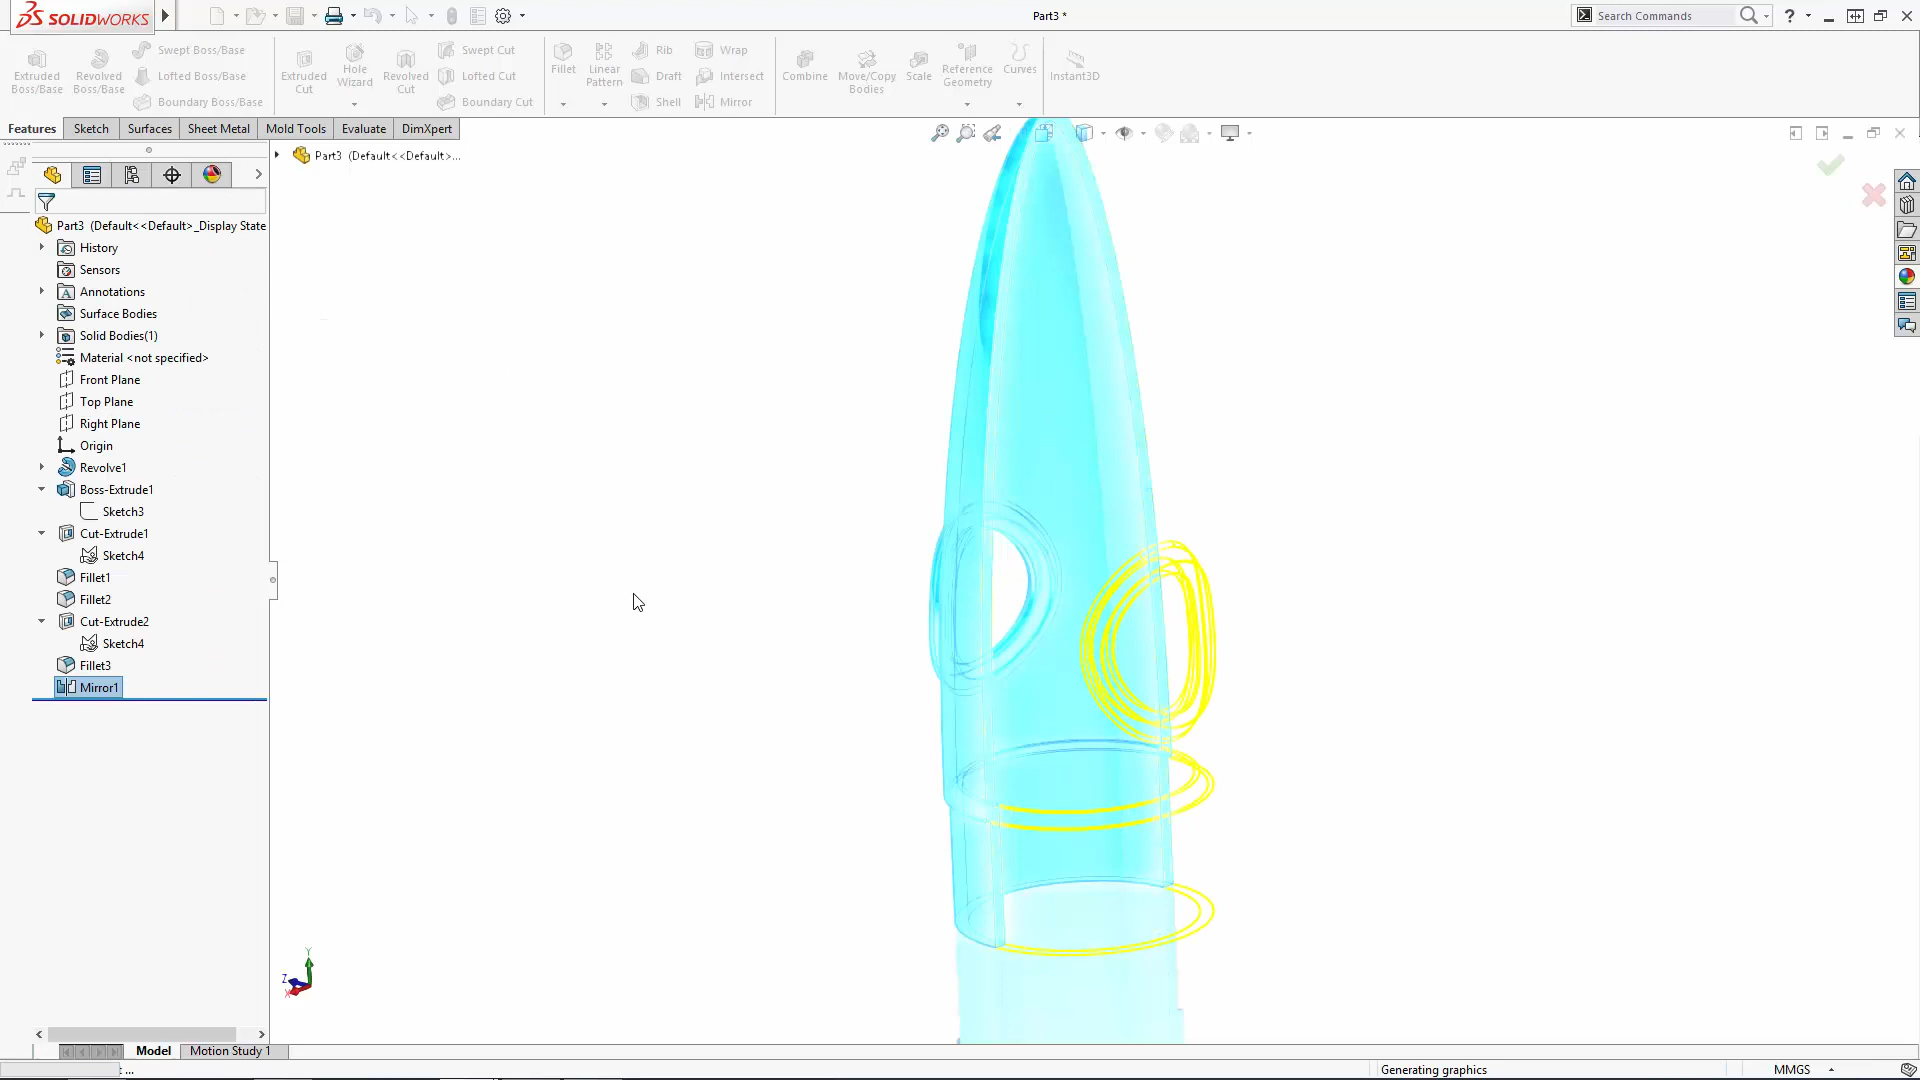 SOLIDWORKS
Part3 *
Search Commands
?
Extruded Boss/Base
Revolved Boss/Base
Swept Boss/Base
Lofted Boss/Base
Boundary Boss/Base
Extruded Cut
Hole Wizard
Revolved Cut
Swept Cut
Lofted Cut
Boundary Cut
Fillet
Linear Pattern
Rib
Draft
Shell
Wrap
Intersect
Mirror
Combine
Move/Copy Bodies
Scale
Reference Geometry
Curves
Instant3D
Features
Sketch
Surfaces
Sheet Metal
Mold Tools
Evaluate
DimXpert
Part3 (Default<<Default>...
Part3 (Default<<Default>_Display State
History
Sensors
Annotations
Surface Bodies
Solid Bodies(1)
Material <not specified>
Front Plane
Top Plane
Right Plane
Origin
Revolve1
Boss-Extrude1
Sketch3
Cut-Extrude1
Sketch4
Fillet1
Fillet2
Cut-Extrude2
Sketch4
Fillet3
Mirror1
Y
Z
X
Model
Motion Study 1
: ...
Generating graphics
MMGS